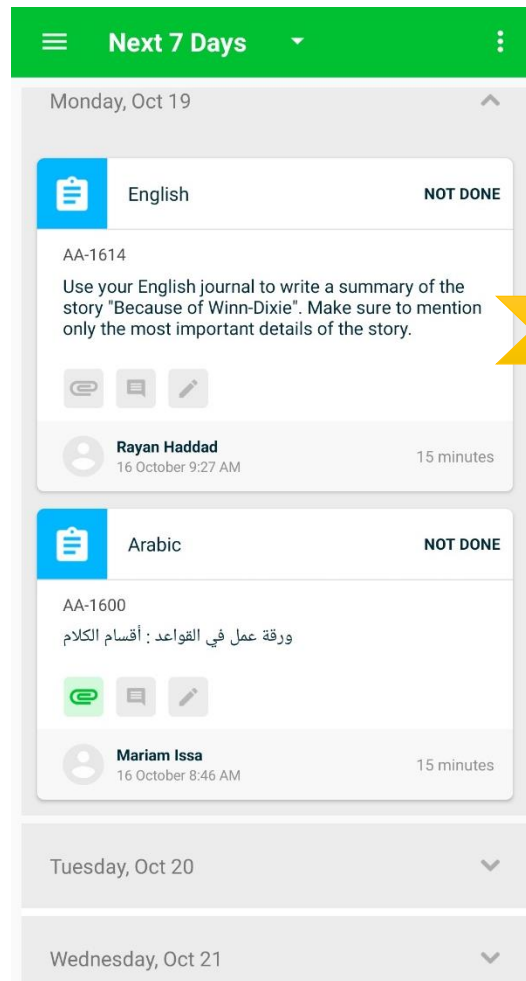 Next 7 Days
Monday, Oct 19
English
NOT DONE
AA-1614
Use your English journal to write a summary of the
story "Because of Winn-Dixie". Make sure to mention
only the most important details of the story.
Rayan Haddad
16 October 9:27 AM
15 minutes
Arabic
NOT DONE
AA-1600
ورقة عمل في القواعد : أقسام الكلام
Mariam Issa
16 October 8:46 AM
15 minutes
Tuesday, Oct 20
Wednesday, Oct 21